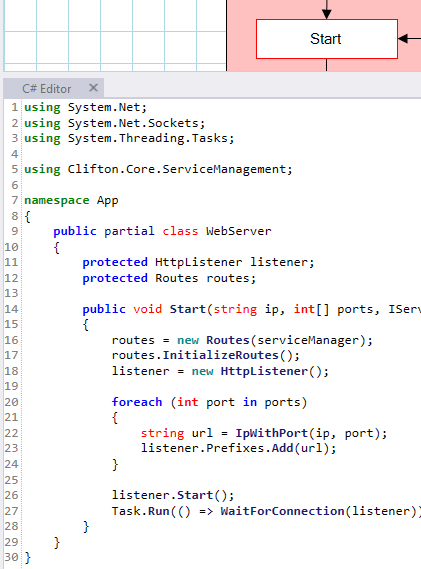 Start
C# Editor
1 using System.Net;
2 using System.Net.Sockets;
3 using System.Threading.Tasks;
4
5 using Clifton.Core.ServiceManagement;
6
7 namespace App
8 {
9     public partial class WebServer
10     {
11         protected HttpListener listener;
12         protected Routes routes;
13
14         public void Start(string ip, int[] ports, IServ
15         {
16             routes = new Routes(serviceManager);
17             routes.InitializeRoutes();
18             listener = new HttpListener();
19
20             foreach (int port in ports)
21             {
22                 string url = IpWithPort(ip, port);
23                 listener.Prefixes.Add(url);
24             }
25
26             listener.Start();
27             Task.Run(() => WaitForConnection(listener))
28         }
29     }
30 }